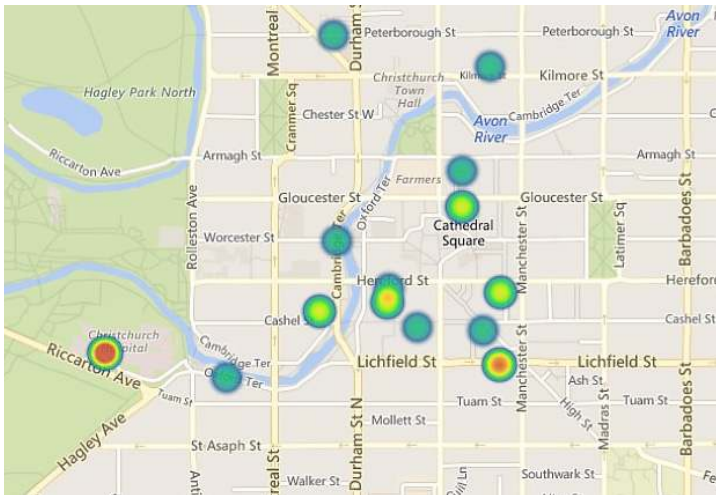 Peterborough St
Peterborough St
Avon
River
Montreal
Durham St
Kilmore St
Kilmore St
Christchurch
Town
Hall
Hagley Park North
Cranmer Sq
Chester St W
Cambridge Ter
Avon
River
Riccarton Ave
Armagh St
Armagh St
Farmers
Rolleston Ave
Gloucester St
Gloucester St
Oxford Ter
Cambridge Ter
Worcester St
Cathedral
Square
Latimer Sq
Barbadoes St
Manchester St
Hereford St
Hereford
Cashel St
Cashel St
Christchurch
Hospital
Riccarton Ave
Cambridge Ter
Oxford Ter
Lichfield St
Lichfield St
Manchester St
Tuam St
Ash St
Tuam St
Tuam St
High St
Madras St
Barbadoes St
Mollett St
Durham St N
Hagley Ave
St Asaph St
Walker St
Southwark St